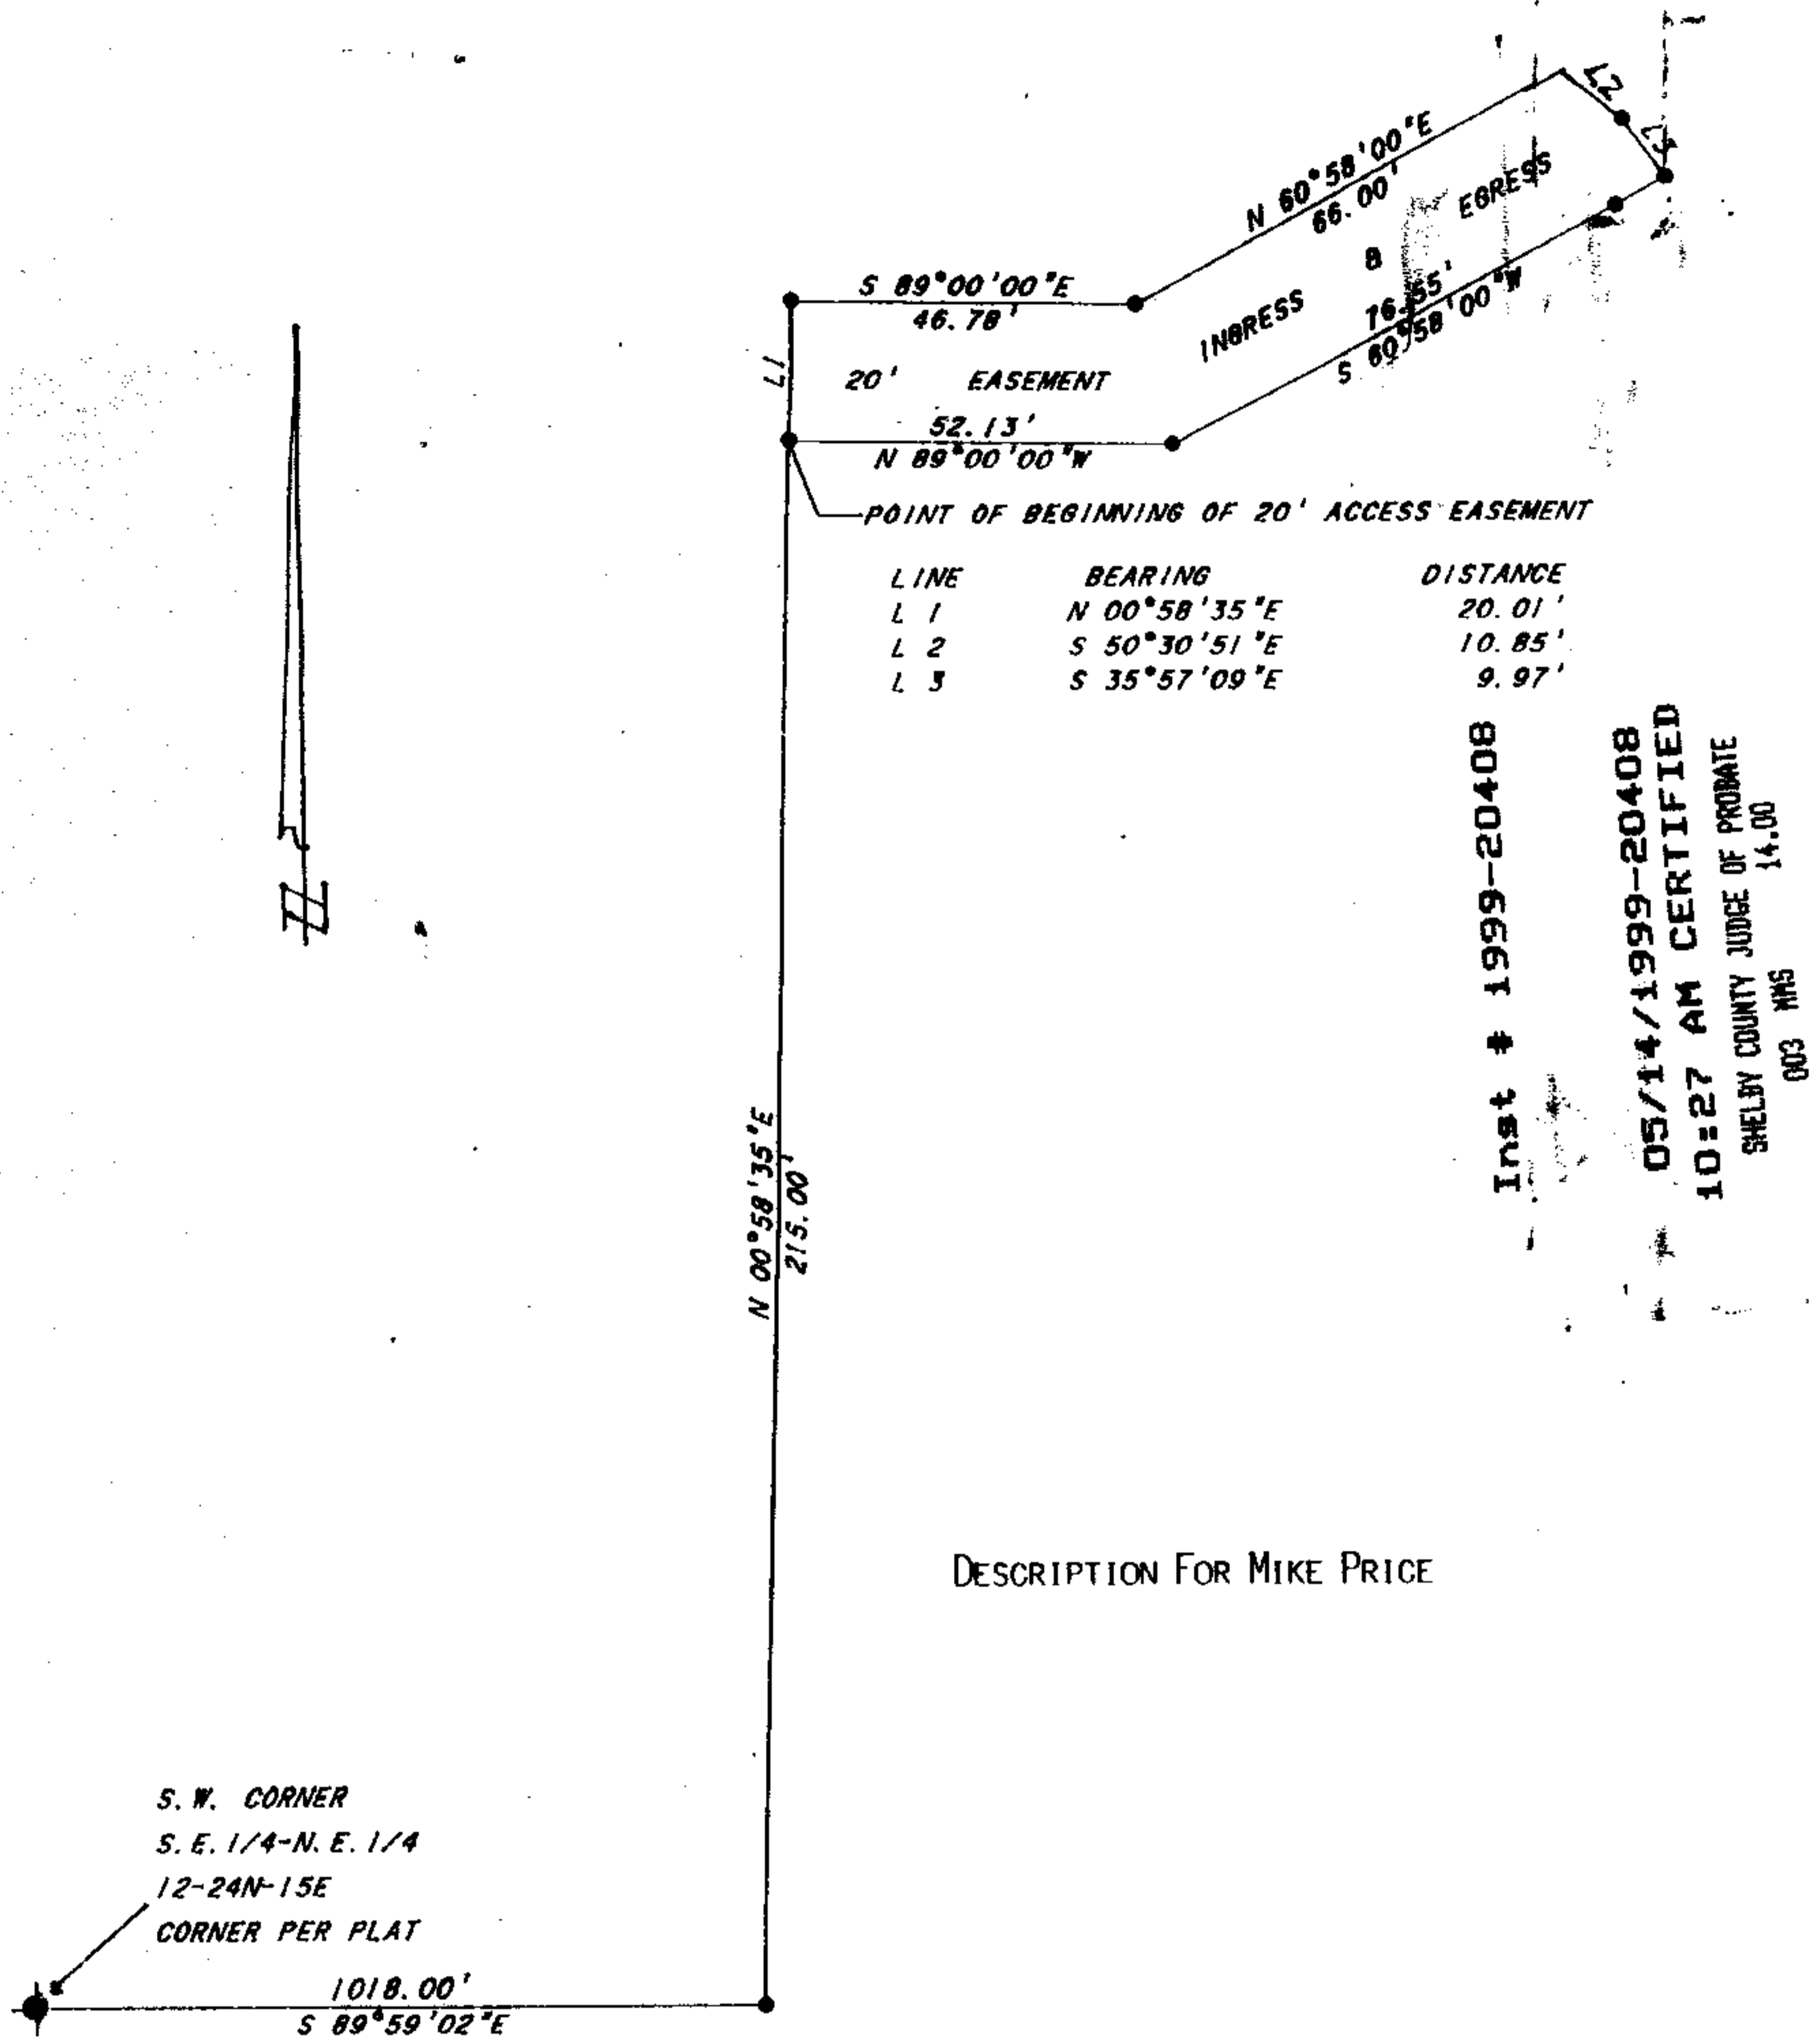 L2
L3
N 60°58'00"E
66.00'
EGRESS
&
INGRESS
76.55'
S 60°58'00"W
S 89°00'00"E
46.78'
L1
20' EASEMENT
52.13'
N 89°00'00"W
POINT OF BEGINNING OF 20' ACCESS EASEMENT
LINE BEARING DISTANCE
L 1 N 00°58'35"E 20.01'
L 2 S 50°30'51"E 10.85'
L 3 S 35°57'09"E 9.97'
N
Inst # 1999-20408
05/14/1999-20408
10:27 AM CERTIFIED
SHELBY COUNTY JUDGE OF PROBATE
003 MMS 14.00
N 00°58'35"E
215.00'
DESCRIPTION FOR MIKE PRICE
S.W. CORNER
S.E.1/4-N.E.1/4
12-24N-15E
CORNER PER PLAT
1018.00'
S 89°59'02"E